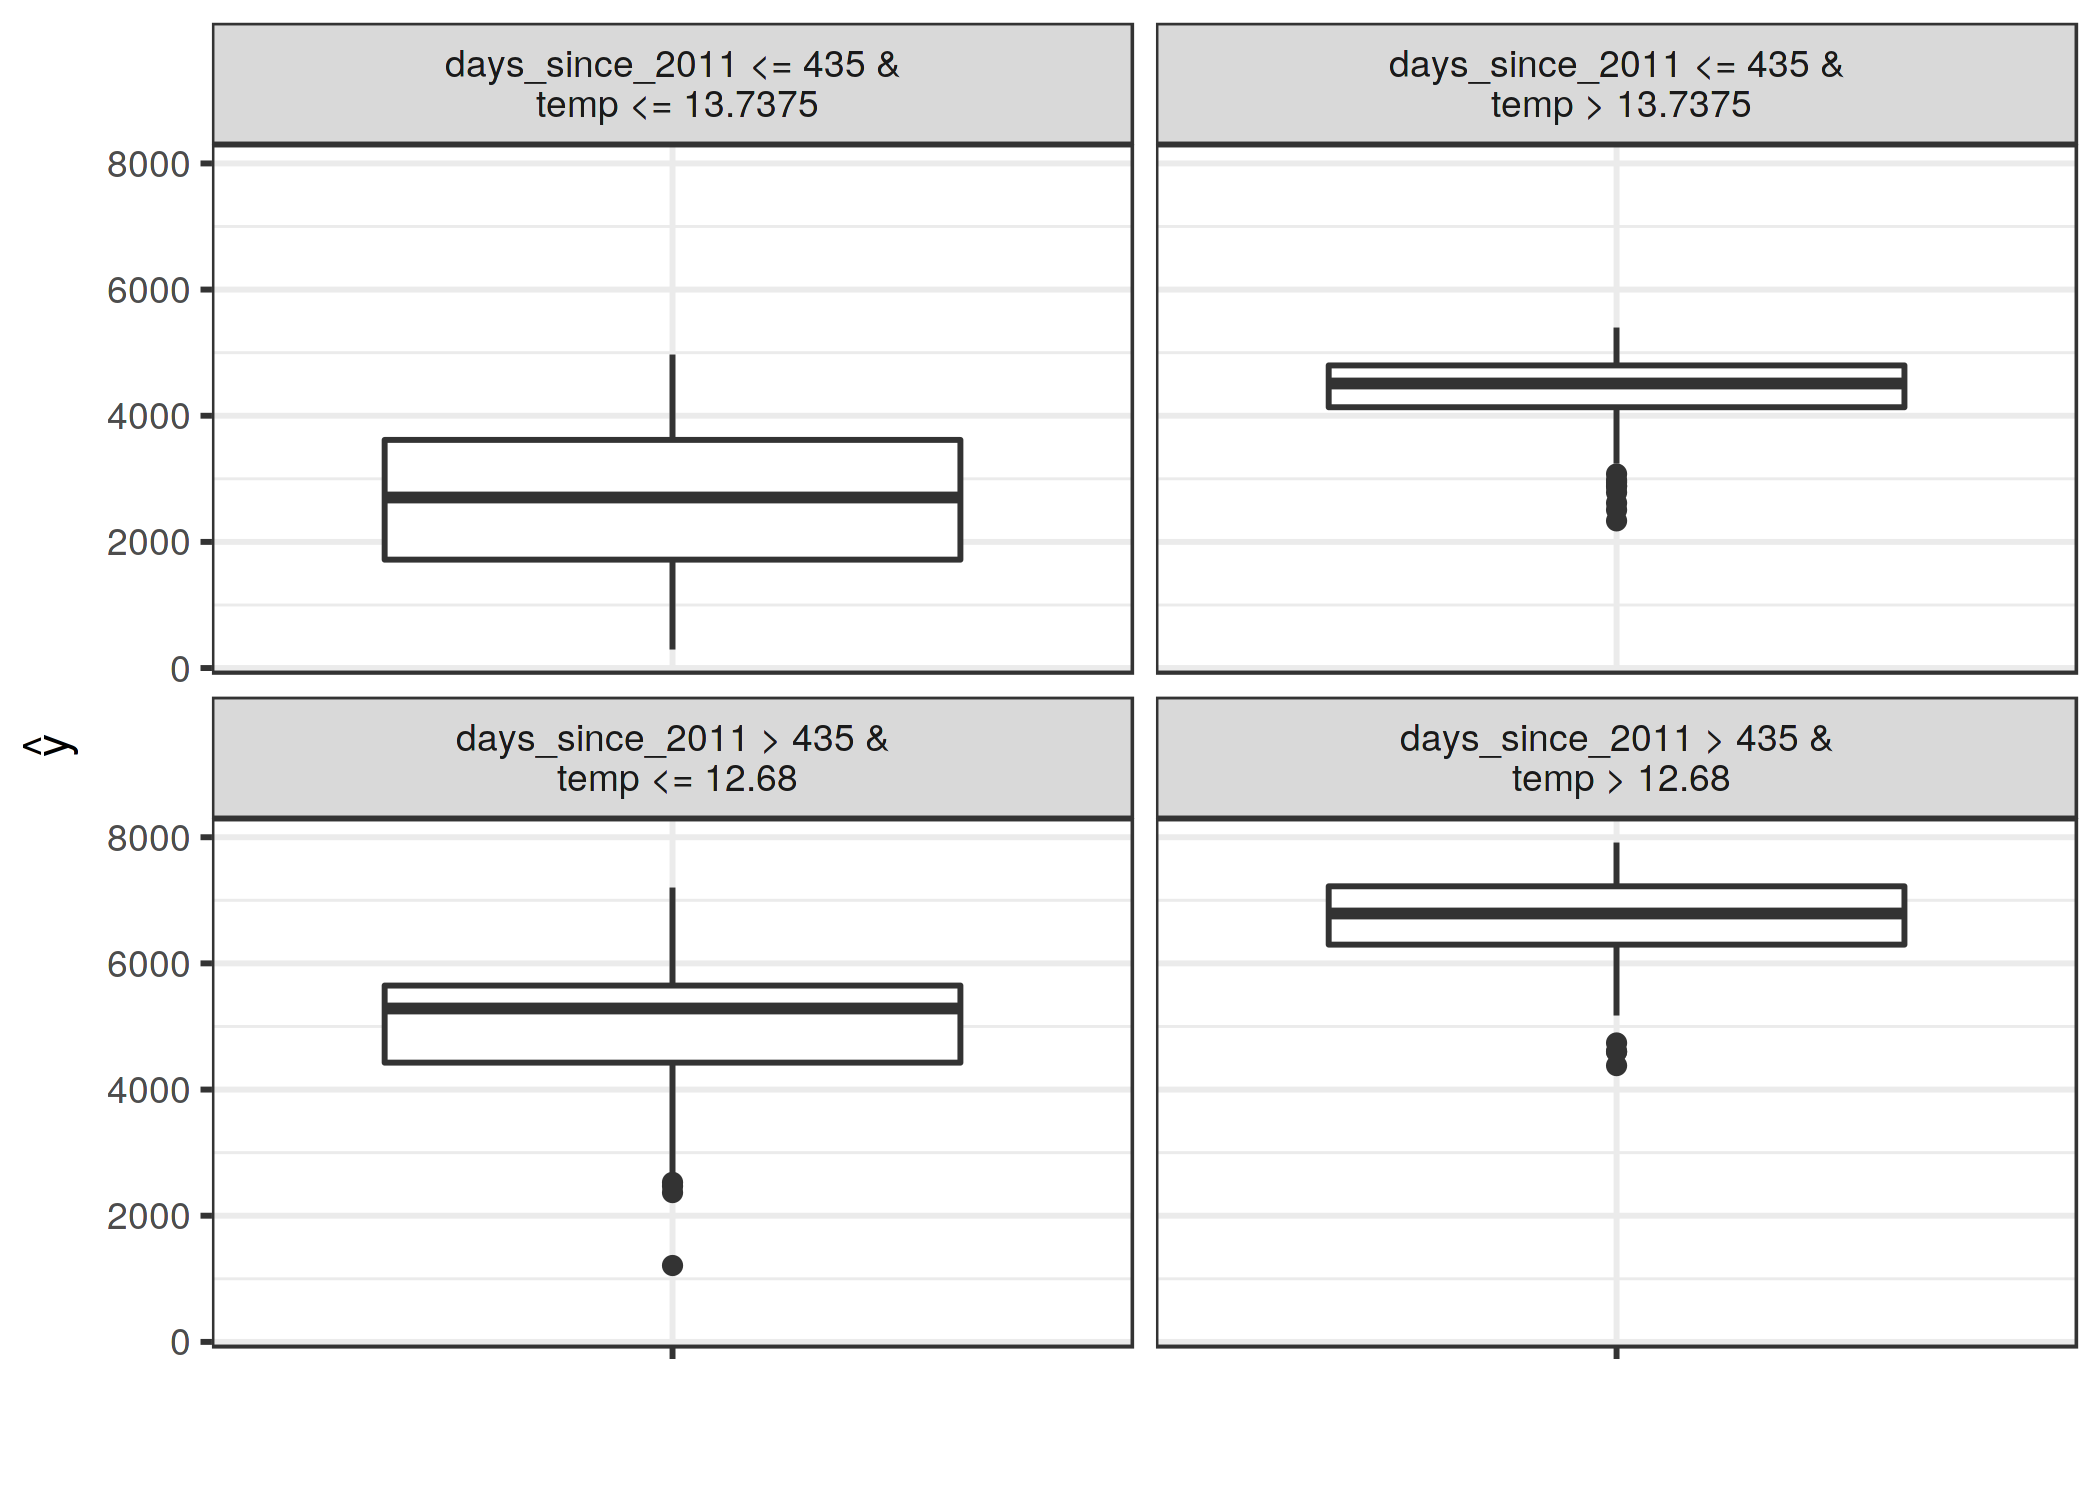 days_since_2011 <= 435 &
temp <= 13.7375
days_since_2011 <= 435 &
temp > 13.7375
8000
6000
4000
2000
0
ŷ
days_since_2011 > 435 &
temp <= 12.68
days_since_2011 > 435 &
temp > 12.68
8000
6000
4000
2000
0